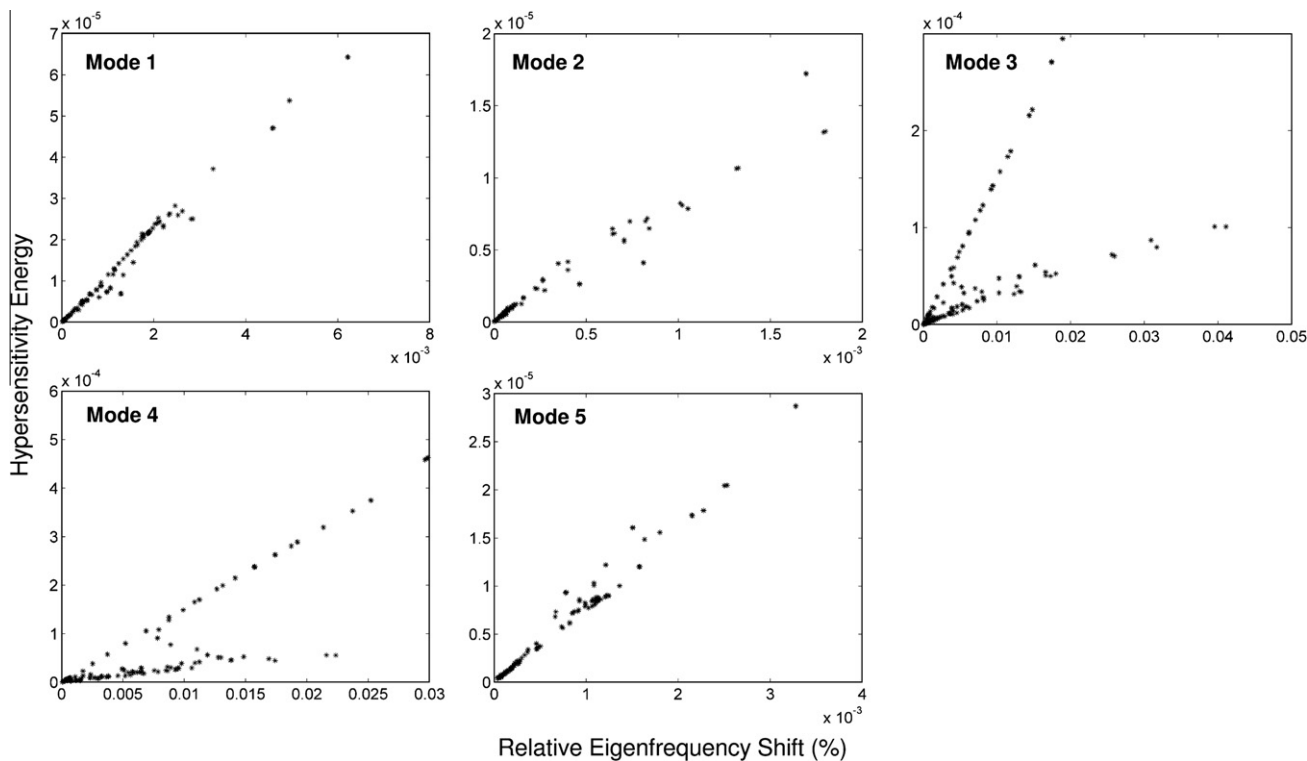 x 10⁻⁵
7
6
5
4
3
2
1
0
Mode 1
0 2 4 6 8
x 10⁻³
x 10⁻⁵
2
1.5
1
0.5
0
Mode 2
0 0.5 1 1.5 2
x 10⁻³
x 10⁻⁴
4
2
0
Mode 3
0 0.01 0.02 0.03 0.04 0.05
Hypersensitivity Energy
x 10⁻⁴
6
5
4
3
2
1
0
Mode 4
0 0.005 0.01 0.015 0.02 0.025 0.03
x 10⁻⁵
3
2.5
2
1.5
1
0.5
0
Mode 5
0 1 2 3 4
x 10⁻³
Relative Eigenfrequency Shift (%)